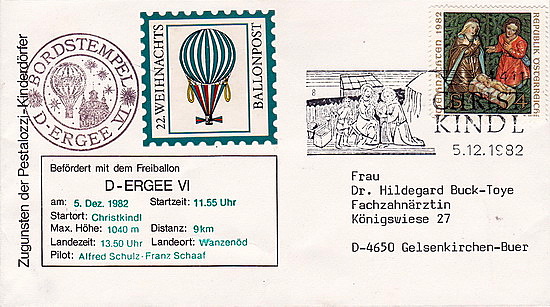 Zugunsten der Pestalozzi-Kinderdörfer
BORDSTEMPEL
D-ERGEE VI
22. WEIHNACHTS
BALLONPOST
Weihnachten 1982
REPUBLIK ÖSTERREICH
S 4
KINDL
5.12.1982
Befördert mit dem Freiballon
D-ERGEE VI
am: 5. Dez. 1982 Startzeit: 11.55 Uhr
Startort: Christkindl
Max. Höhe: 1040 m Distanz: 9km
Landezeit: 13.50 Uhr Landeort: Wanzenöd
Pilot: Alfred Schulz - Franz Schaaf
Frau
Dr. Hildegard Buck-Toye
Fachzahnärztin
Königswiese 27
D-4650 Gelsenkirchen-Buer